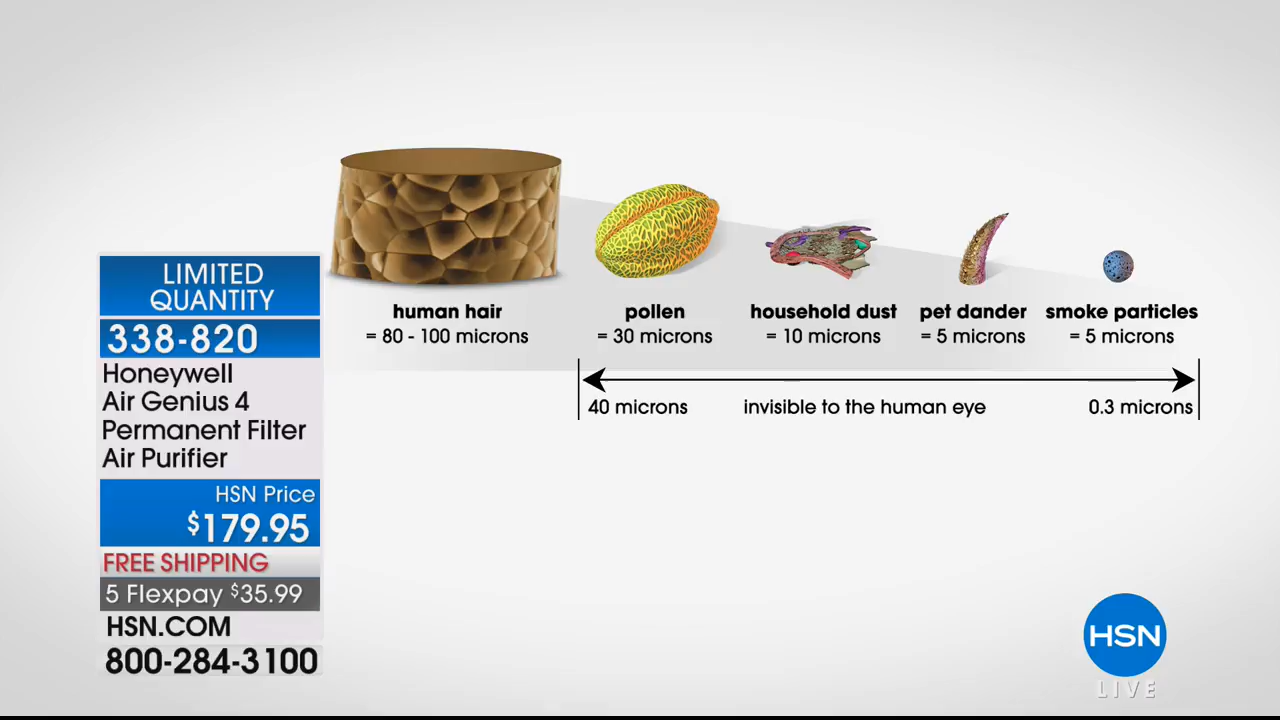 LIMITED
QUANTITY
338-820
Honeywell
Air Genius 4
Permanent Filter
Air Purifier
HSN Price
$179.95
FREE SHIPPING
5 Flexpay $35.99
HSN.COM
800-284-3100
human hair
= 80 - 100 microns
pollen
= 30 microns
household dust
= 10 microns
pet dander
= 5 microns
smoke particles
= 5 microns
40 microns
invisible to the human eye
0.3 microns
HSN
LIVE